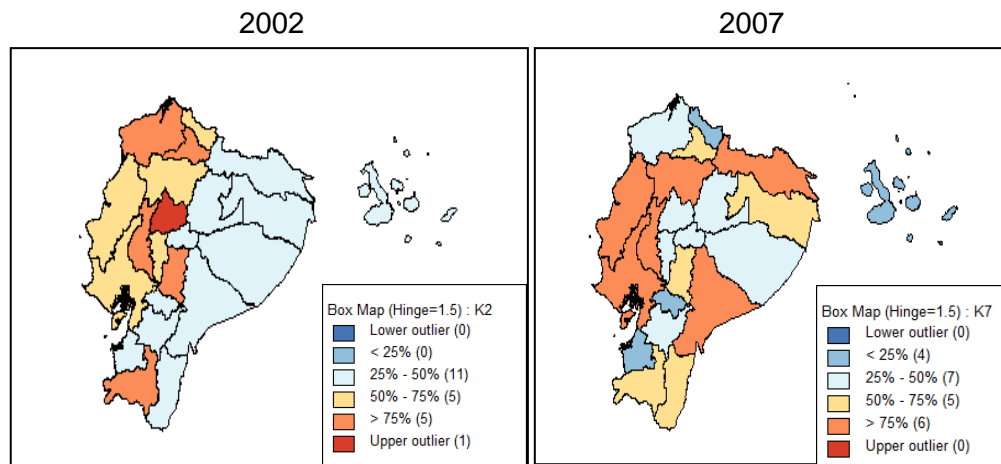 2002
2007
Box Map (Hinge=1.5) : K2
Lower outlier (0)
< 25% (0)
25% - 50% (11)
50% - 75% (5)
> 75% (5)
Upper outlier (1)
Box Map (Hinge=1.5) : K7
Lower outlier (0)
< 25% (4)
25% - 50% (7)
50% - 75% (5)
> 75% (6)
Upper outlier (0)